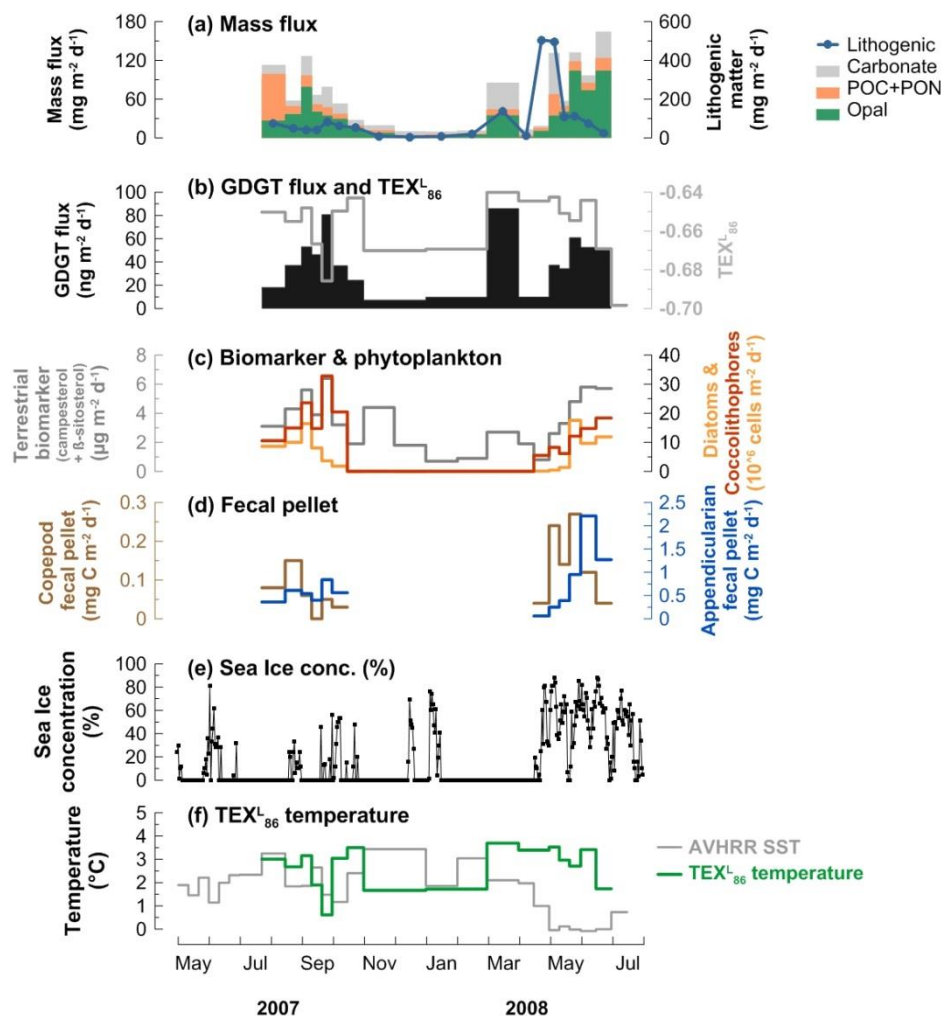 (a) Mass flux
Mass flux
(mg m-2 d-1)
180
120
60
0
600
400
200
0
Lithogenic
matter
(mg m-2 d-1)
Lithogenic
Carbonate
POC+PON
Opal
(b) GDGT flux and TEXL86
GDGT flux
(ng m-2 d-1)
100
80
60
40
20
0
-0.64
-0.66
-0.68
-0.70
TEXL86
(c) Biomarker & phytoplankton
Terrestrial
biomarker
(campesterol
+ ß-sitosterol)
(µg m-2 d-1)
8
6
4
2
0
40
30
20
10
0
Diatoms &
Coccolithophores
(10^6 cells m-2 d-1)
(d) Fecal pellet
Copepod
fecal pellet
(mg C m-2 d-1)
0.3
0.2
0.1
0
2.5
2
1.5
1
0.5
0
Appendicularian
fecal pellet
(mg C m-2 d-1)
(e) Sea Ice conc. (%)
Sea Ice
concentration
(%)
100
80
60
40
20
0
(f) TEXL86 temperature
Temperature
(°C)
5
4
3
2
1
0
AVHRR SST
TEXL86 temperature
May Jul Sep Nov Jan Mar May Jul
2007 2008